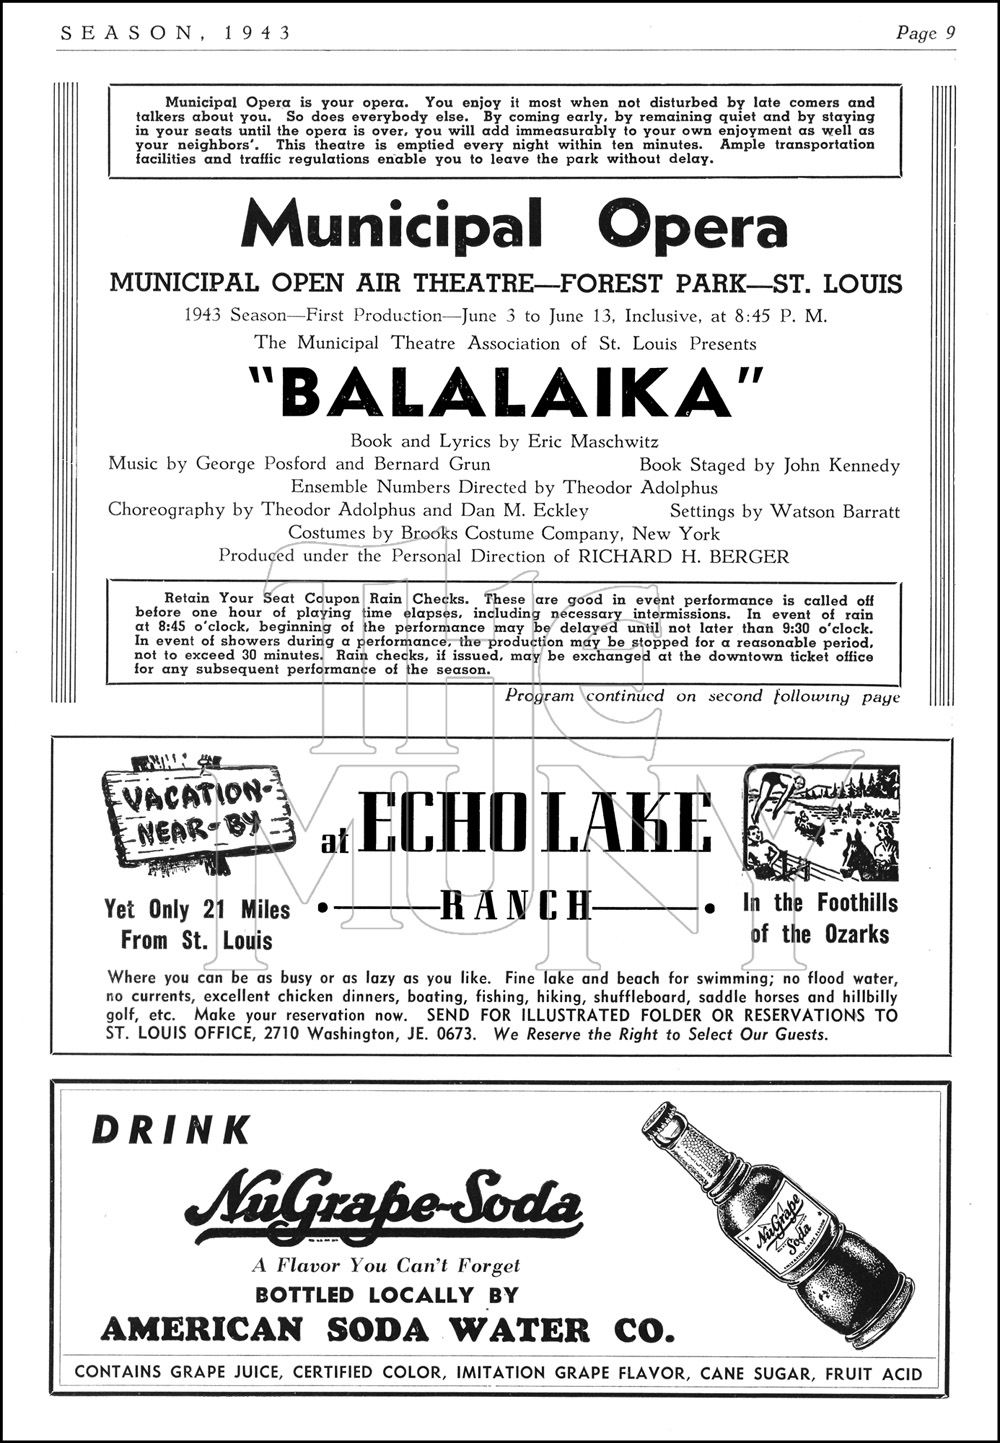 SEASON, 1943 Page 9
Municipal Opera is your opera. You enjoy it most when not disturbed by late comers and
talkers about you. So does everybody else. By coming early, by remaining quiet and by staying
in your seats until the opera is over, you will add immeasurably to your own enjoyment as well as
your neighbors'. This theatre is emptied every night within ten minutes. Ample transportation
facilities and traffic regulations enable you to leave the park without delay.
Municipal Opera
MUNICIPAL OPEN AIR THEATRE—FOREST PARK—ST. LOUIS
1943 Season—First Production—June 3 to June 13, Inclusive, at 8:45 P. M.
The Municipal Theatre Association of St. Louis Presents
"BALALAIKA"
Book and Lyrics by Eric Maschwitz
Music by George Posford and Bernard Grun Book Staged by John Kennedy
Ensemble Numbers Directed by Theodor Adolphus
Choreography by Theodor Adolphus and Dan M. Eckley Settings by Watson Barratt
Costumes by Brooks Costume Company, New York
Produced under the Personal Direction of RICHARD H. BERGER
Retain Your Seat Coupon Rain Checks. These are good in event performance is called off
before one hour of playing time elapses, including necessary intermissions. In event of rain
at 8:45 o'clock, beginning of the performance may be delayed until not later than 9:30 o'clock.
In event of showers during a performance, the production may be stopped for a reasonable period,
not to exceed 30 minutes. Rain checks, if issued, may be exchanged at the downtown ticket office
for any subsequent performance of the season.
Program continued on second following page
THE
MUNY
VACATION-
NEAR-BY
at ECHO LAKE
RANCH
Yet Only 21 Miles
From St. Louis
In the Foothills
of the Ozarks
Where you can be as busy or as lazy as you like. Fine lake and beach for swimming; no flood water,
no currents, excellent chicken dinners, boating, fishing, hiking, shuffleboard, saddle horses and hillbilly
golf, etc. Make your reservation now. SEND FOR ILLUSTRATED FOLDER OR RESERVATIONS TO
ST. LOUIS OFFICE, 2710 Washington, JE. 0673. We Reserve the Right to Select Our Guests.
DRINK
NuGrape-Soda
A Flavor You Can't Forget
BOTTLED LOCALLY BY
AMERICAN SODA WATER CO.
NuGrape
Soda
IMITATION GRAPE FLAVOR
CONTAINS GRAPE JUICE, CERTIFIED COLOR, IMITATION GRAPE FLAVOR, CANE SUGAR, FRUIT ACID